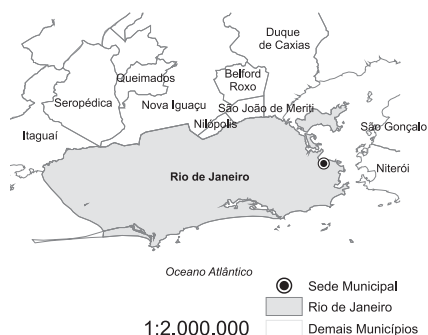 Duque
de Caxias
Queimados
Belford
Roxo
Seropédica
Nova Iguaçu
São João de Meriti
Itaguaí
Nilópolis
São Gonçalo
Rio de Janeiro
Niterói
Oceano Atlântico
Sede Municipal
Rio de Janeiro
1:2.000.000
Demais Municípios